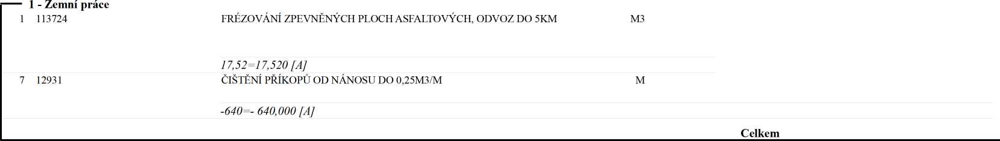 1 - Zemní práce
1 113724 FRÉZOVÁNÍ ZPEVNĚNÝCH PLOCH ASFALTOVÝCH, ODVOZ DO 5KM M3
17,52=17,520 [A]
7 12931 ČIŠTĚNÍ PŘÍKOPŮ OD NÁNOSU DO 0,25M3/M M
-640=- 640,000 [A]
Celkem